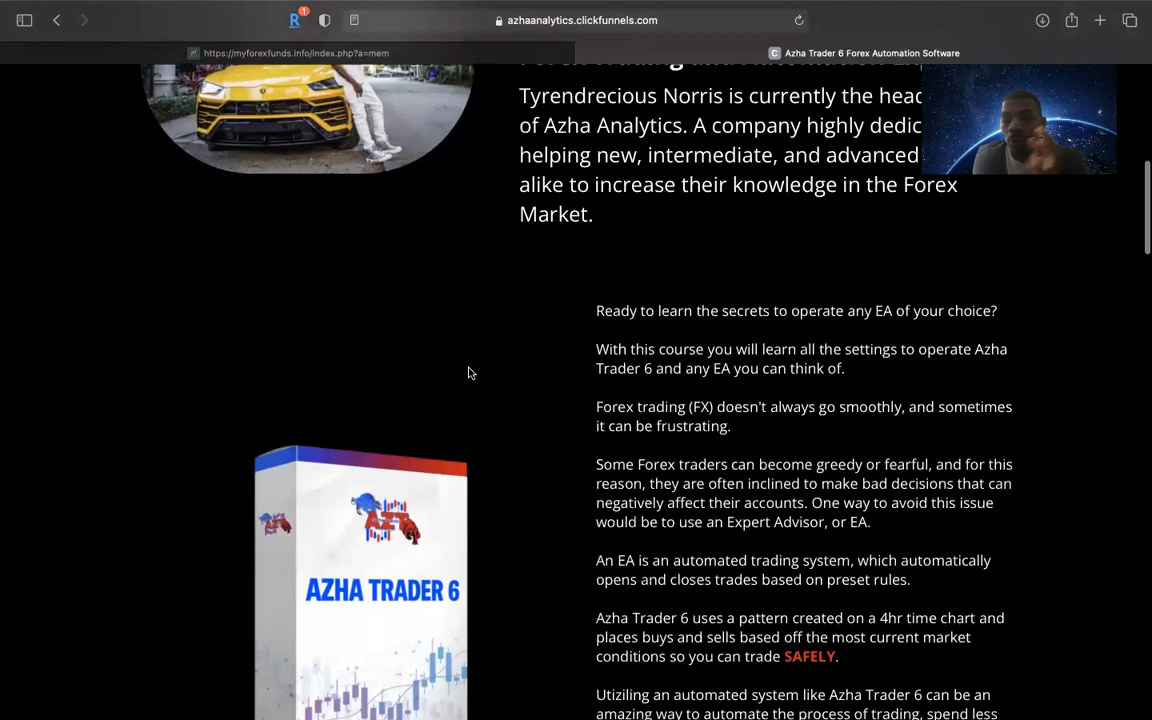 azhaanalytics.clickfunnels.com
1
https://myforexfunds.info/index.php?a=mem
C Azha Trader 6 Forex Automation Software
Tyrendrecious Norris is currently the head
of Azha Analytics. A company highly dedic
helping new, intermediate, and advanced
alike to increase their knowledge in the Forex
Market.
Ready to learn the secrets to operate any EA of your choice?
With this course you will learn all the settings to operate Azha
Trader 6 and any EA you can think of.
Forex trading (FX) doesn't always go smoothly, and sometimes
it can be frustrating.
Some Forex traders can become greedy or fearful, and for this
reason, they are often inclined to make bad decisions that can
negatively affect their accounts. One way to avoid this issue
would be to use an Expert Advisor, or EA.
An EA is an automated trading system, which automatically
opens and closes trades based on preset rules.
Azha Trader 6 uses a pattern created on a 4hr time chart and
places buys and sells based off the most current market
conditions so you can trade SAFELY.
Utiziling an automated system like Azha Trader 6 can be an
amazing way to automate the process of trading, spend less
AZT
AZHA TRADER 6